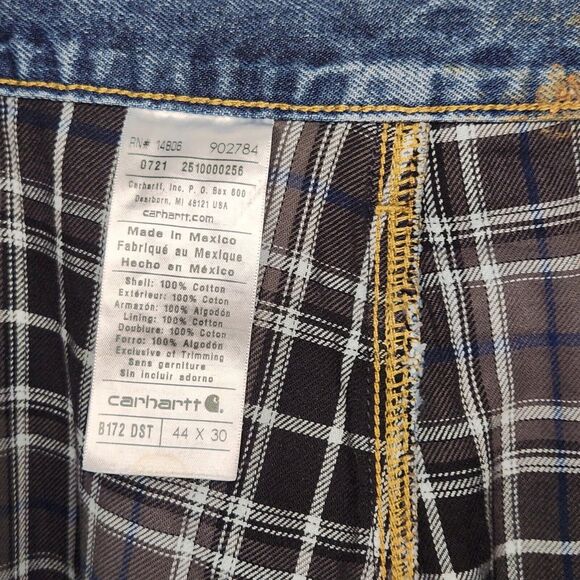 RN# 14806 902784
0721 2510000256
Carhartt, Inc. P. O. Box 600
Dearborn, MI 48121 USA
carhartt.com
Made in Mexico
Fabriqué au Mexique
Hecho en México
Shell: 100% Cotton
Extérieur: 100% Coton
Armazón: 100% Algodon
Lining: 100% Cotton
Doublure: 100% Coton
Forro: 100% Algodón
Exclusive of Trimming
Sans garniture
Sin incluir adorno
carhartt
B172 DST 44 X 30